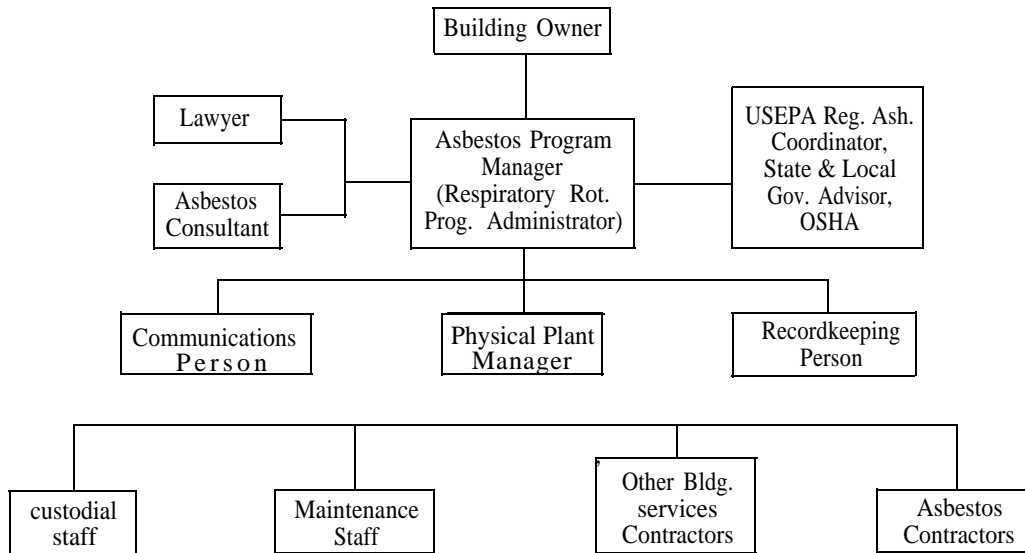 Building Owner
Lawyer
Asbestos
Consultant
Asbestos Program
Manager
(Respiratory Rot.
Prog. Administrator)
USEPA Reg. Ash.
Coordinator,
State & Local
Gov. Advisor,
OSHA
Communications
Person
Physical Plant
Manager
Recordkeeping
Person
custodial
staff
Maintenance
Staff
Other Bldg.
services
Contractors
Asbestos
Contractors